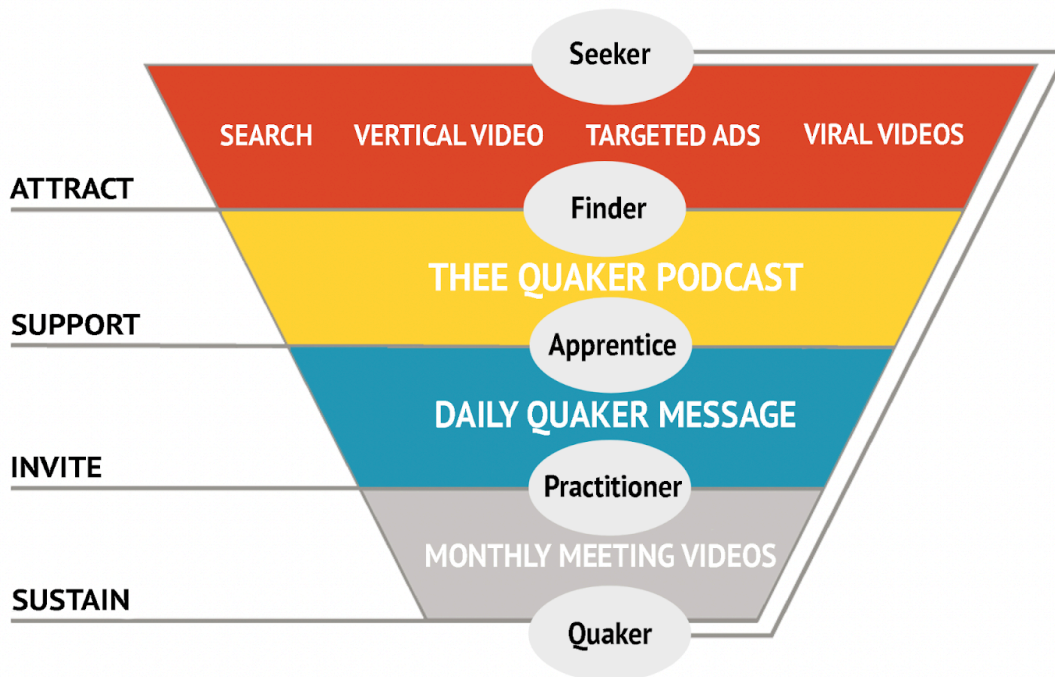 Seeker
SEARCH VERTICAL VIDEO TARGETED ADS VIRAL VIDEOS
ATTRACT
Finder
THEE QUAKER PODCAST
SUPPORT
Apprentice
DAILY QUAKER MESSAGE
INVITE
Practitioner
MONTHLY MEETING VIDEOS
SUSTAIN
Quaker